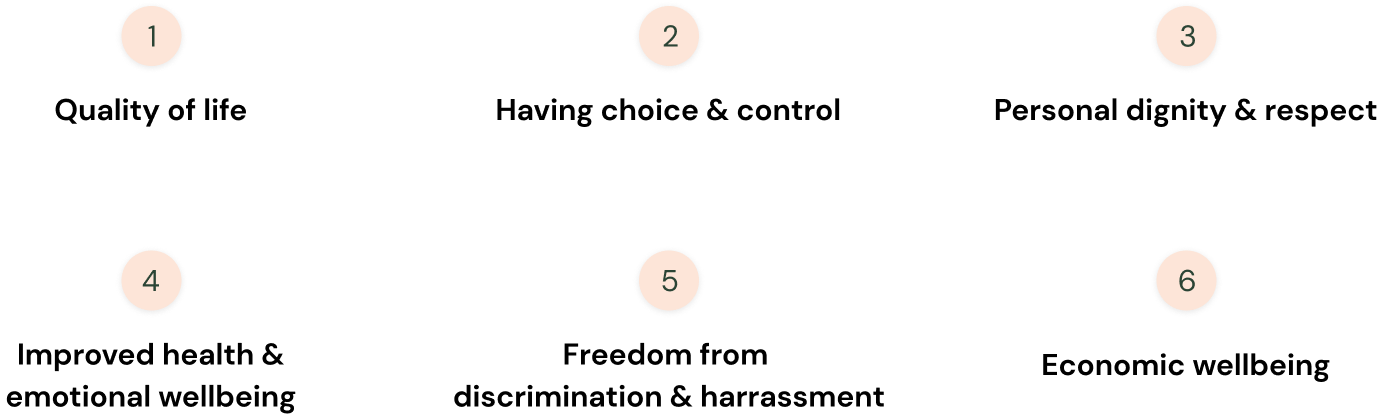 1
Quality of life
2
Having choice & control
3
Personal dignity & respect
4
Improved health &
emotional wellbeing
5
Freedom from
discrimination & harrassment
6
Economic wellbeing